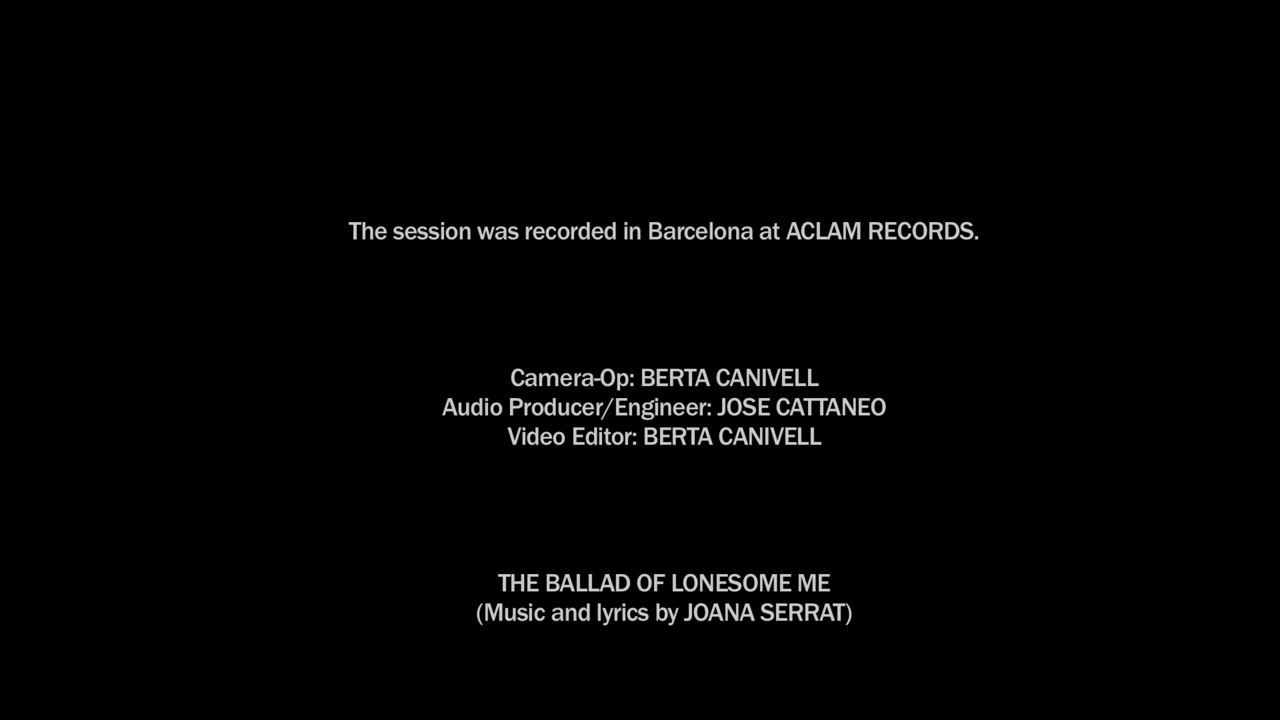 The session was recorded in Barcelona at ACLAM RECORDS.
Camera-Op: BERTA CANIVELL
Audio Producer/Engineer: JOSE CATTANEO
Video Editor: BERTA CANIVELL
THE BALLAD OF LONESOME ME
(Music and lyrics by JOANA SERRAT)